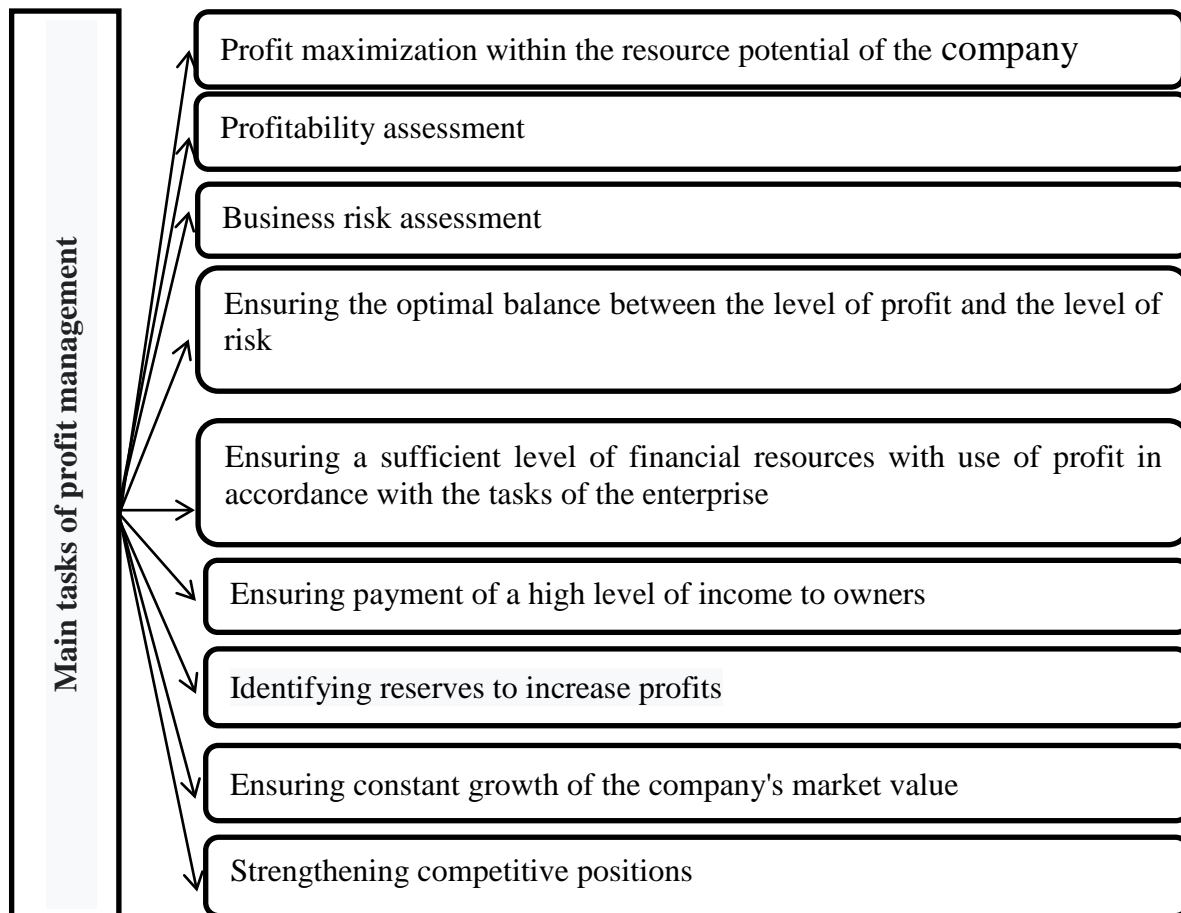 Main tasks of profit management
Profit maximization within the resource potential of the company
Profitability assessment
Business risk assessment
Ensuring the optimal balance between the level of profit and the level of
risk
Ensuring a sufficient level of financial resources with use of profit in
accordance with the tasks of the enterprise
Ensuring payment of a high level of income to owners
Identifying reserves to increase profits
Ensuring constant growth of the company's market value
Strengthening competitive positions